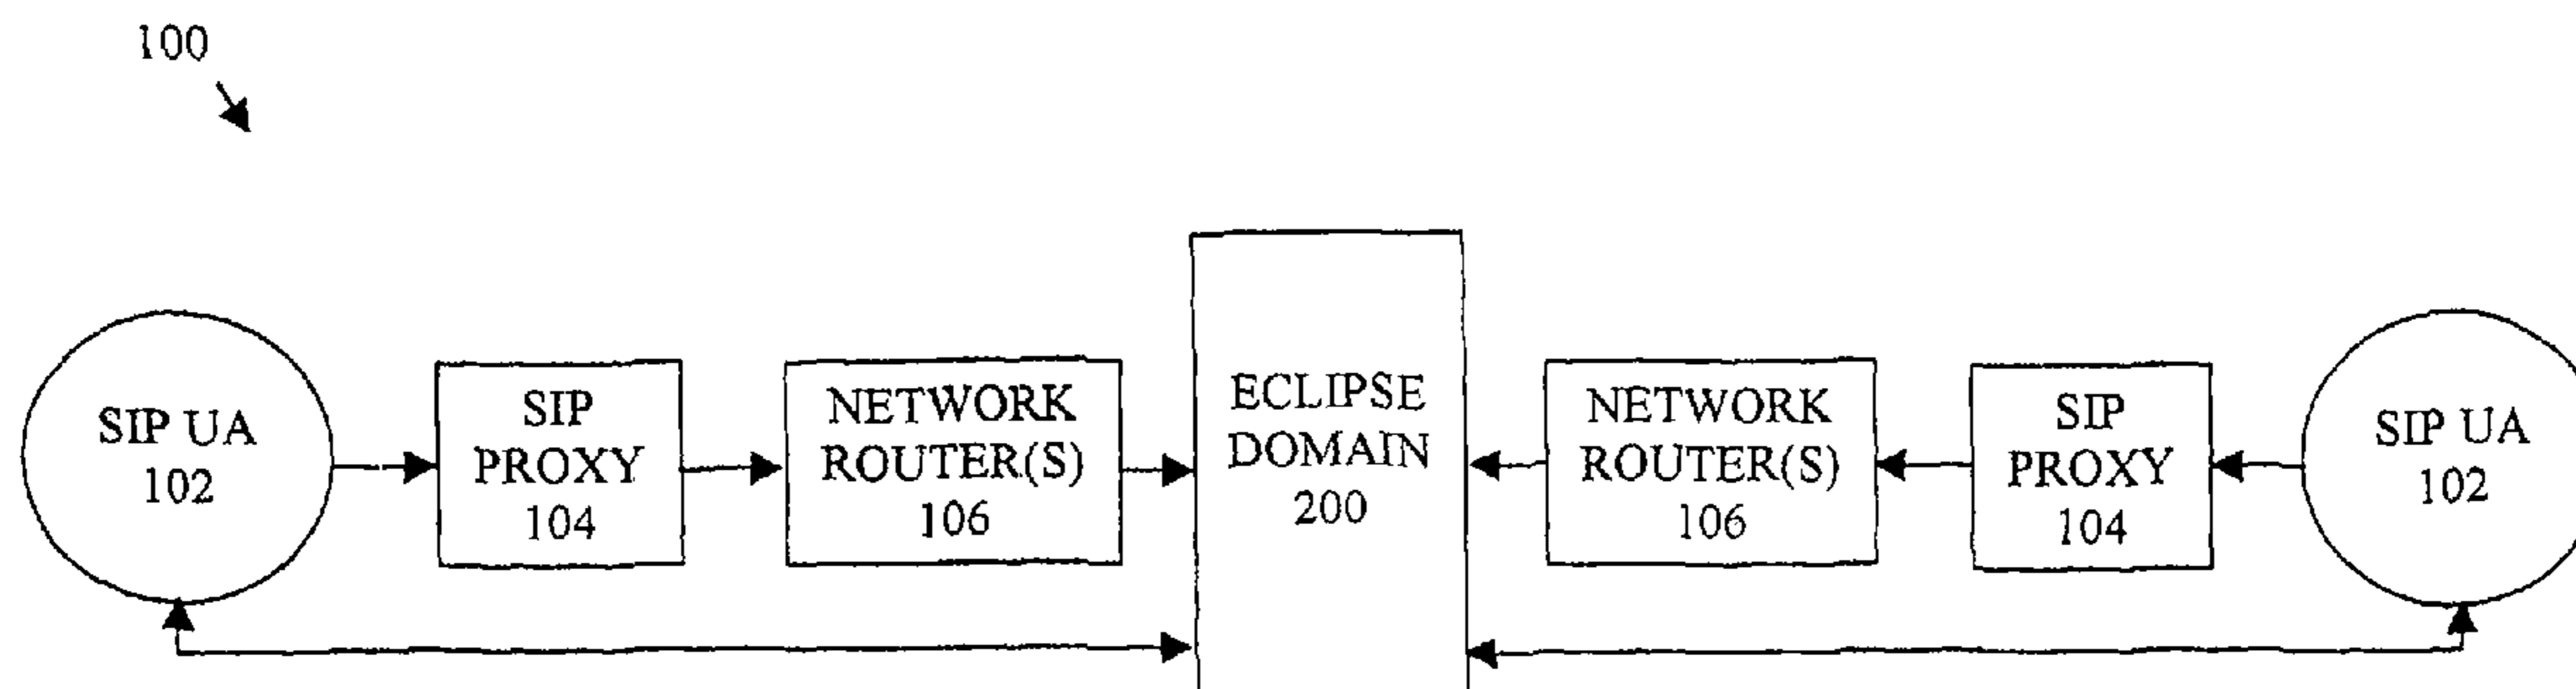 100
SIP UA
102
SIP
PROXY
104
NETWORK
ROUTER(S)
106
ECLIPSE
DOMAIN
200
NETWORK
ROUTER(S)
106
SIP
PROXY
104
SIP UA
102